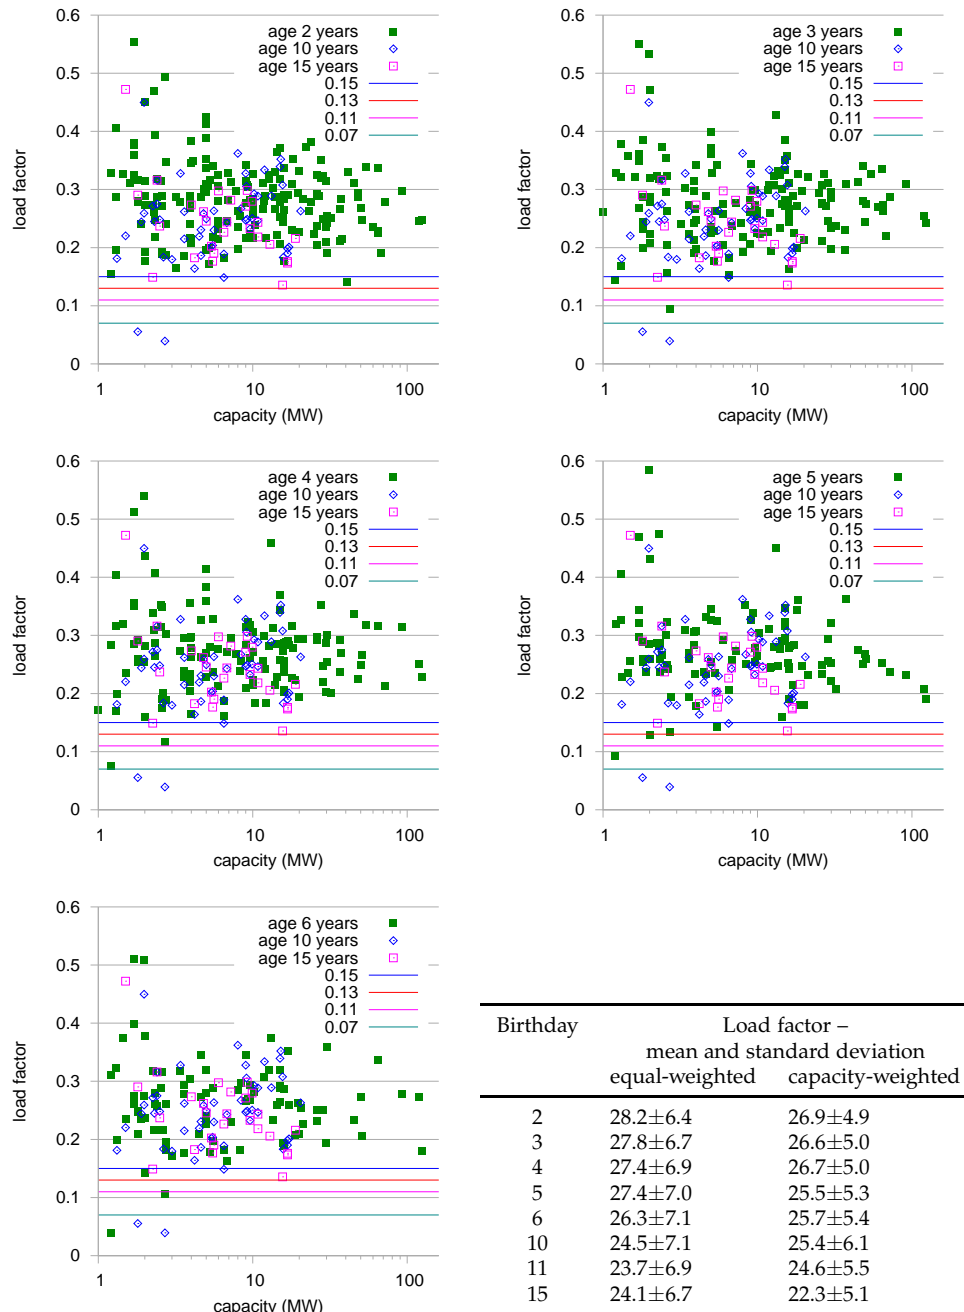 0.6
0.5
0.4
0.3
0.2
0.1
0
load factor
age 2 years
age 10 years
age 15 years
0.15
0.13
0.11
0.07
1 10 100
capacity (MW)
0.6
0.5
0.4
0.3
0.2
0.1
0
load factor
age 3 years
age 10 years
age 15 years
0.15
0.13
0.11
0.07
1 10 100
capacity (MW)
0.6
0.5
0.4
0.3
0.2
0.1
0
load factor
age 4 years
age 10 years
age 15 years
0.15
0.13
0.11
0.07
1 10 100
capacity (MW)
0.6
0.5
0.4
0.3
0.2
0.1
0
load factor
age 5 years
age 10 years
age 15 years
0.15
0.13
0.11
0.07
1 10 100
capacity (MW)
0.6
0.5
0.4
0.3
0.2
0.1
0
load factor
age 6 years
age 10 years
age 15 years
0.15
0.13
0.11
0.07
1 10 100
capacity (MW)
Birthday Load factor –
mean and standard deviation
equal-weighted capacity-weighted
2 28.2±6.4 26.9±4.9
3 27.8±6.7 26.6±5.0
4 27.4±6.9 26.7±5.0
5 27.4±7.0 25.5±5.3
6 26.3±7.1 25.7±5.4
10 24.5±7.1 25.4±6.1
11 23.7±6.9 24.6±5.5
15 24.1±6.7 22.3±5.1